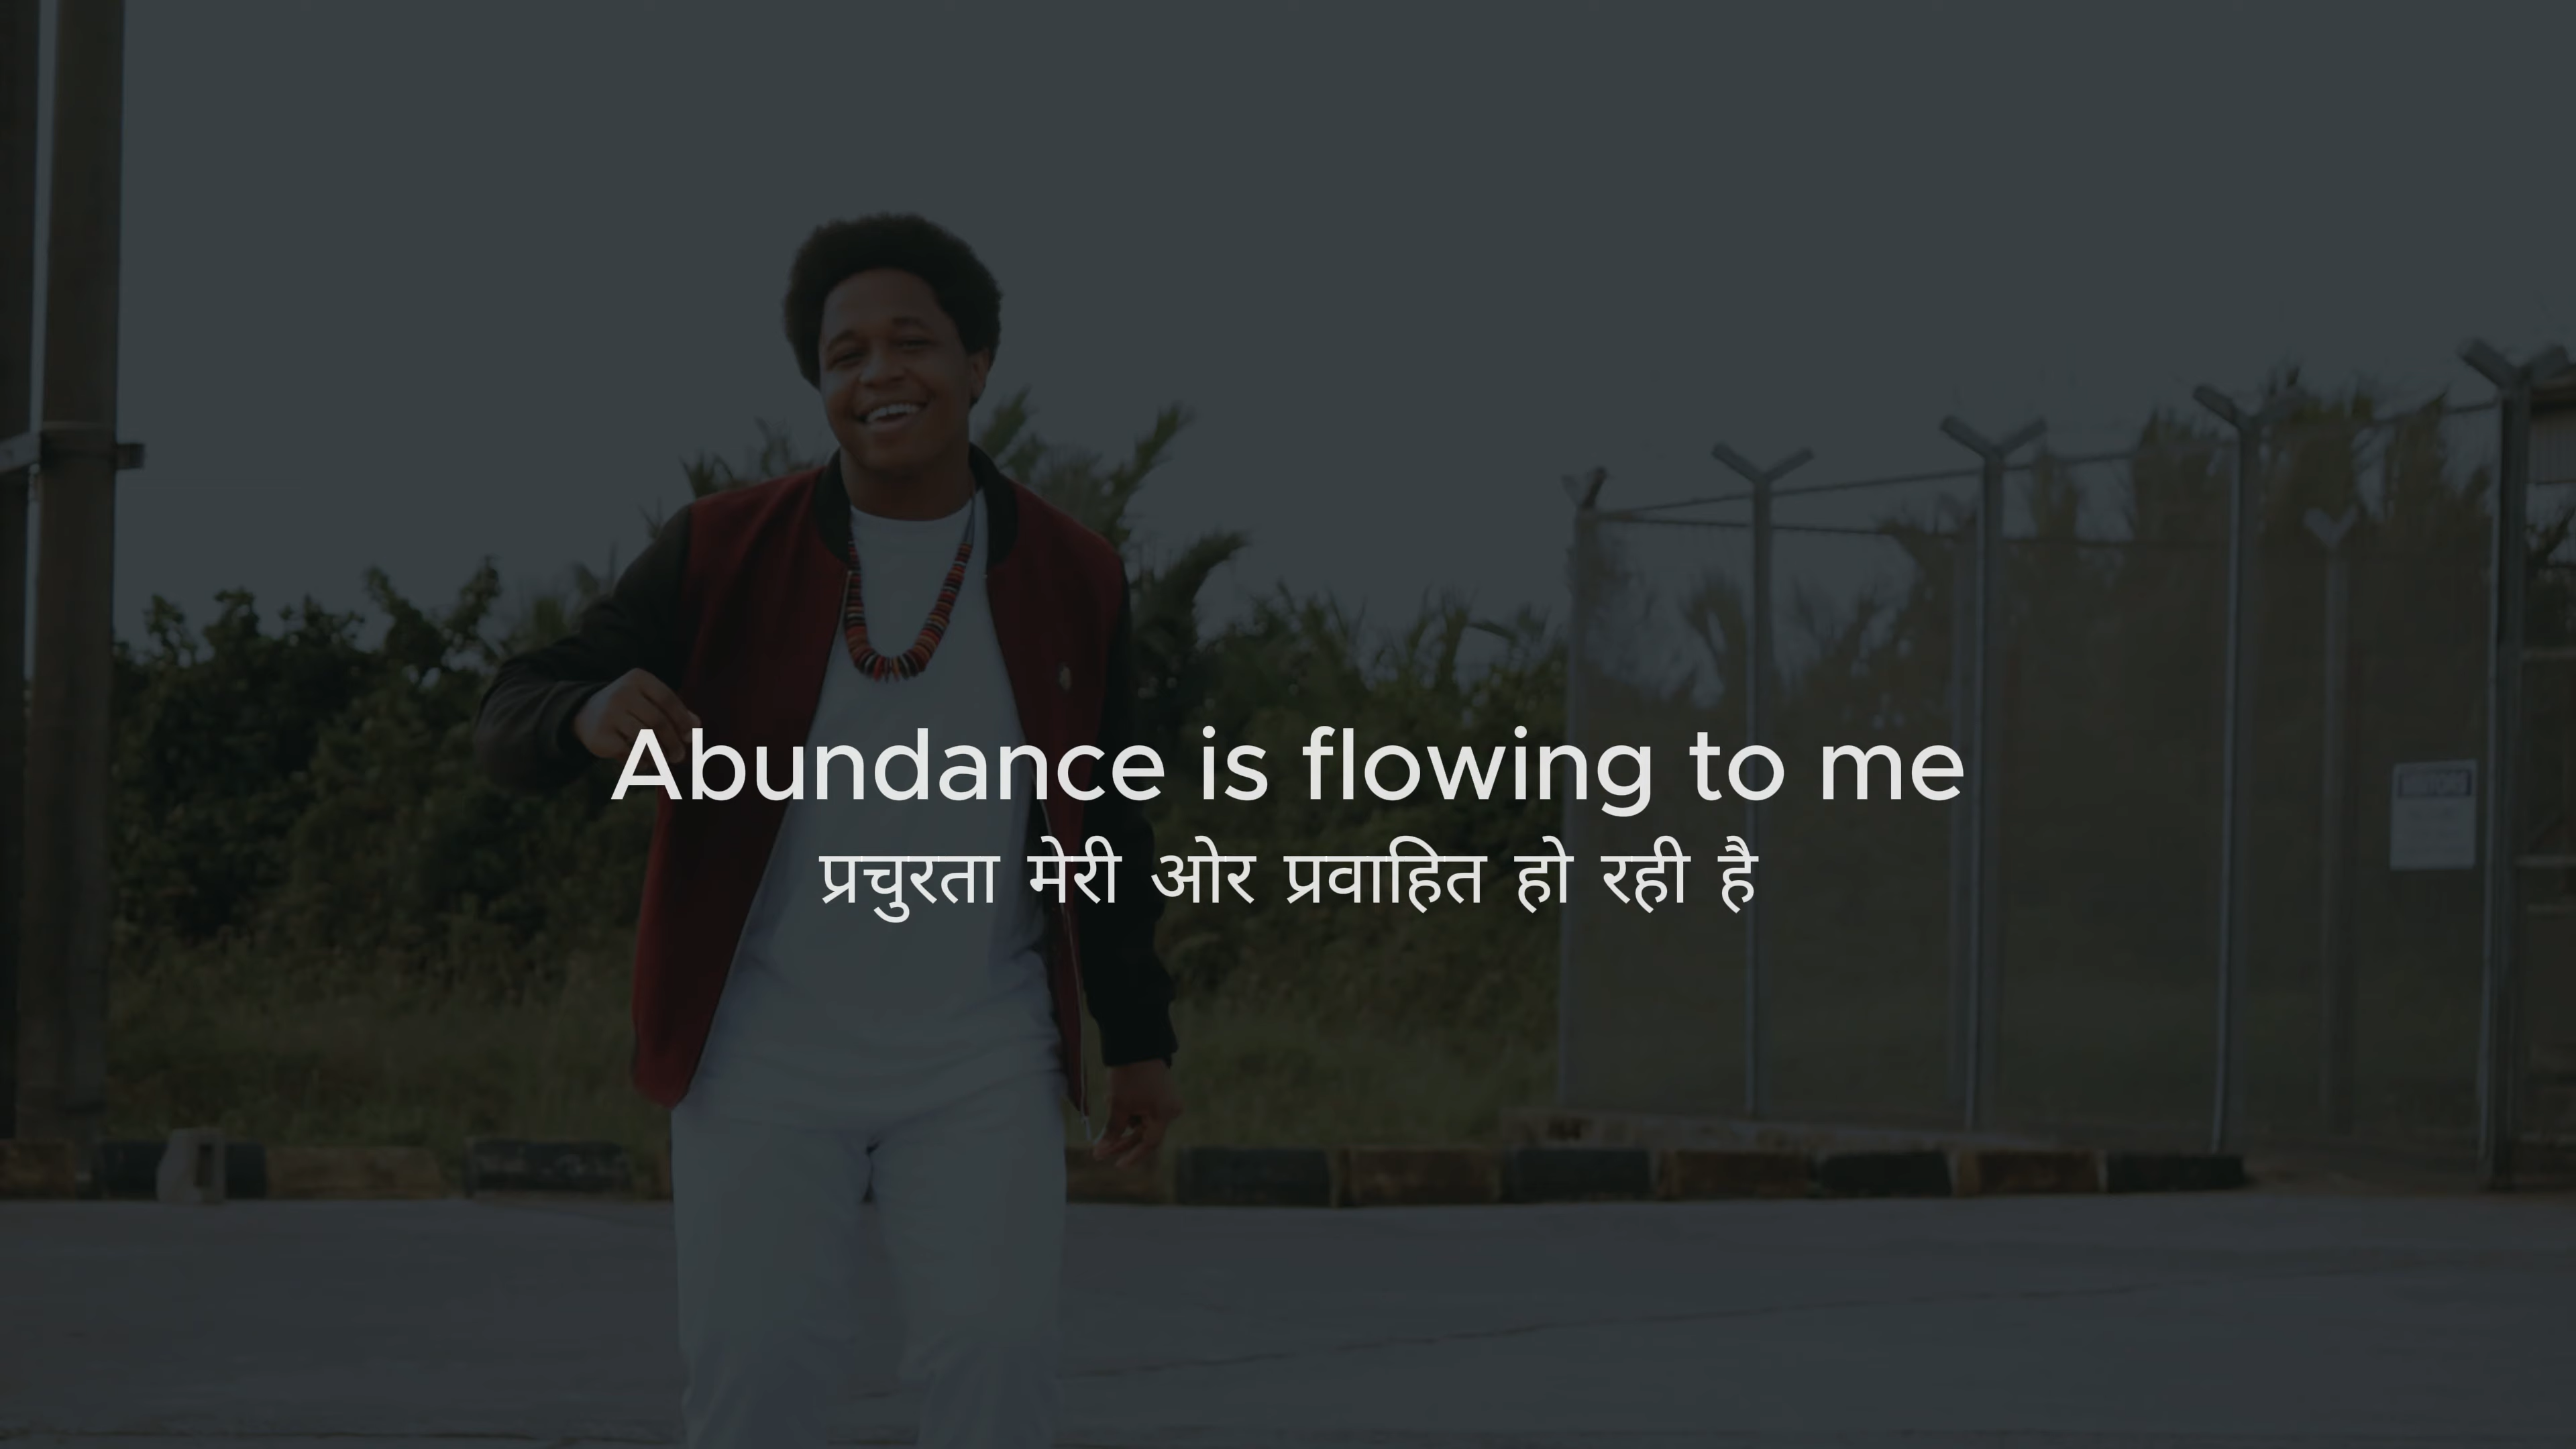 Abundance is flowing to me
प्रचुरता मेरी ओर प्रवाहित हो रही है